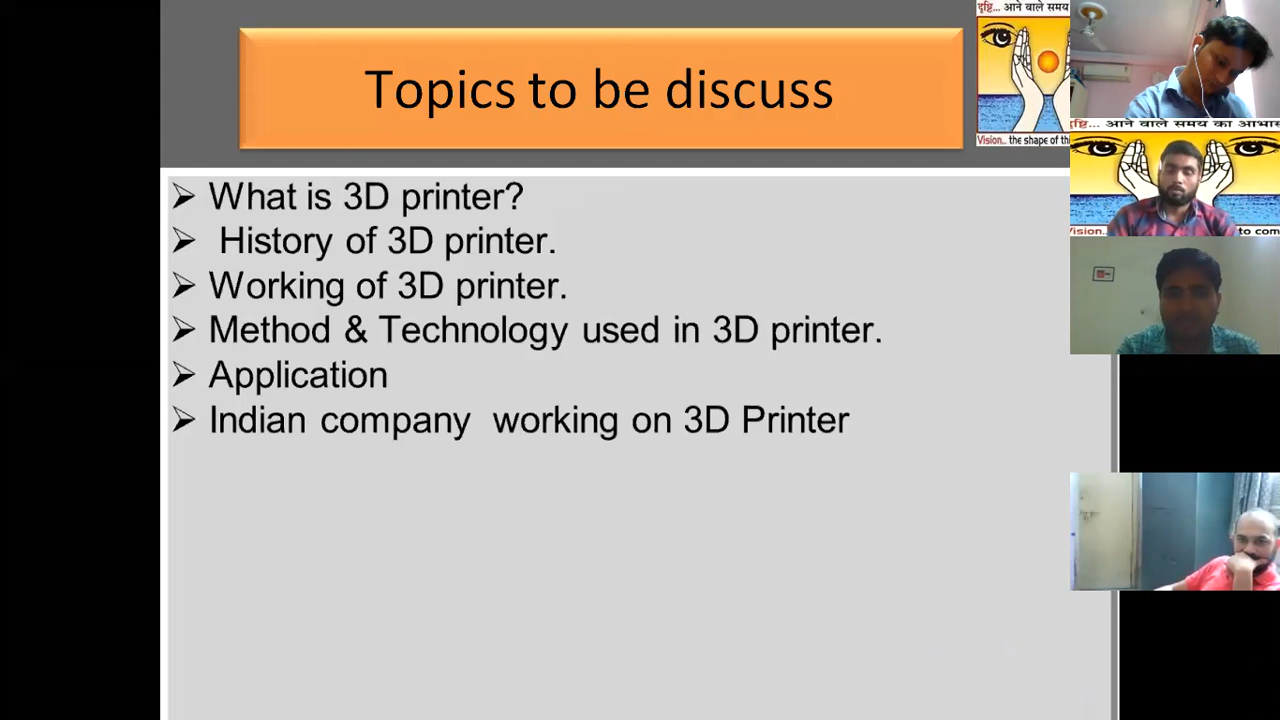 Topics to be discuss
दृष्टि... आने वाले समय
Vision.. the shape of th
दृष्टि... आने वाले समय का आभास
Vision..
to com
➢ What is 3D printer?
➢ History of 3D printer.
➢ Working of 3D printer.
➢ Method & Technology used in 3D printer.
➢ Application
➢ Indian company working on 3D Printer